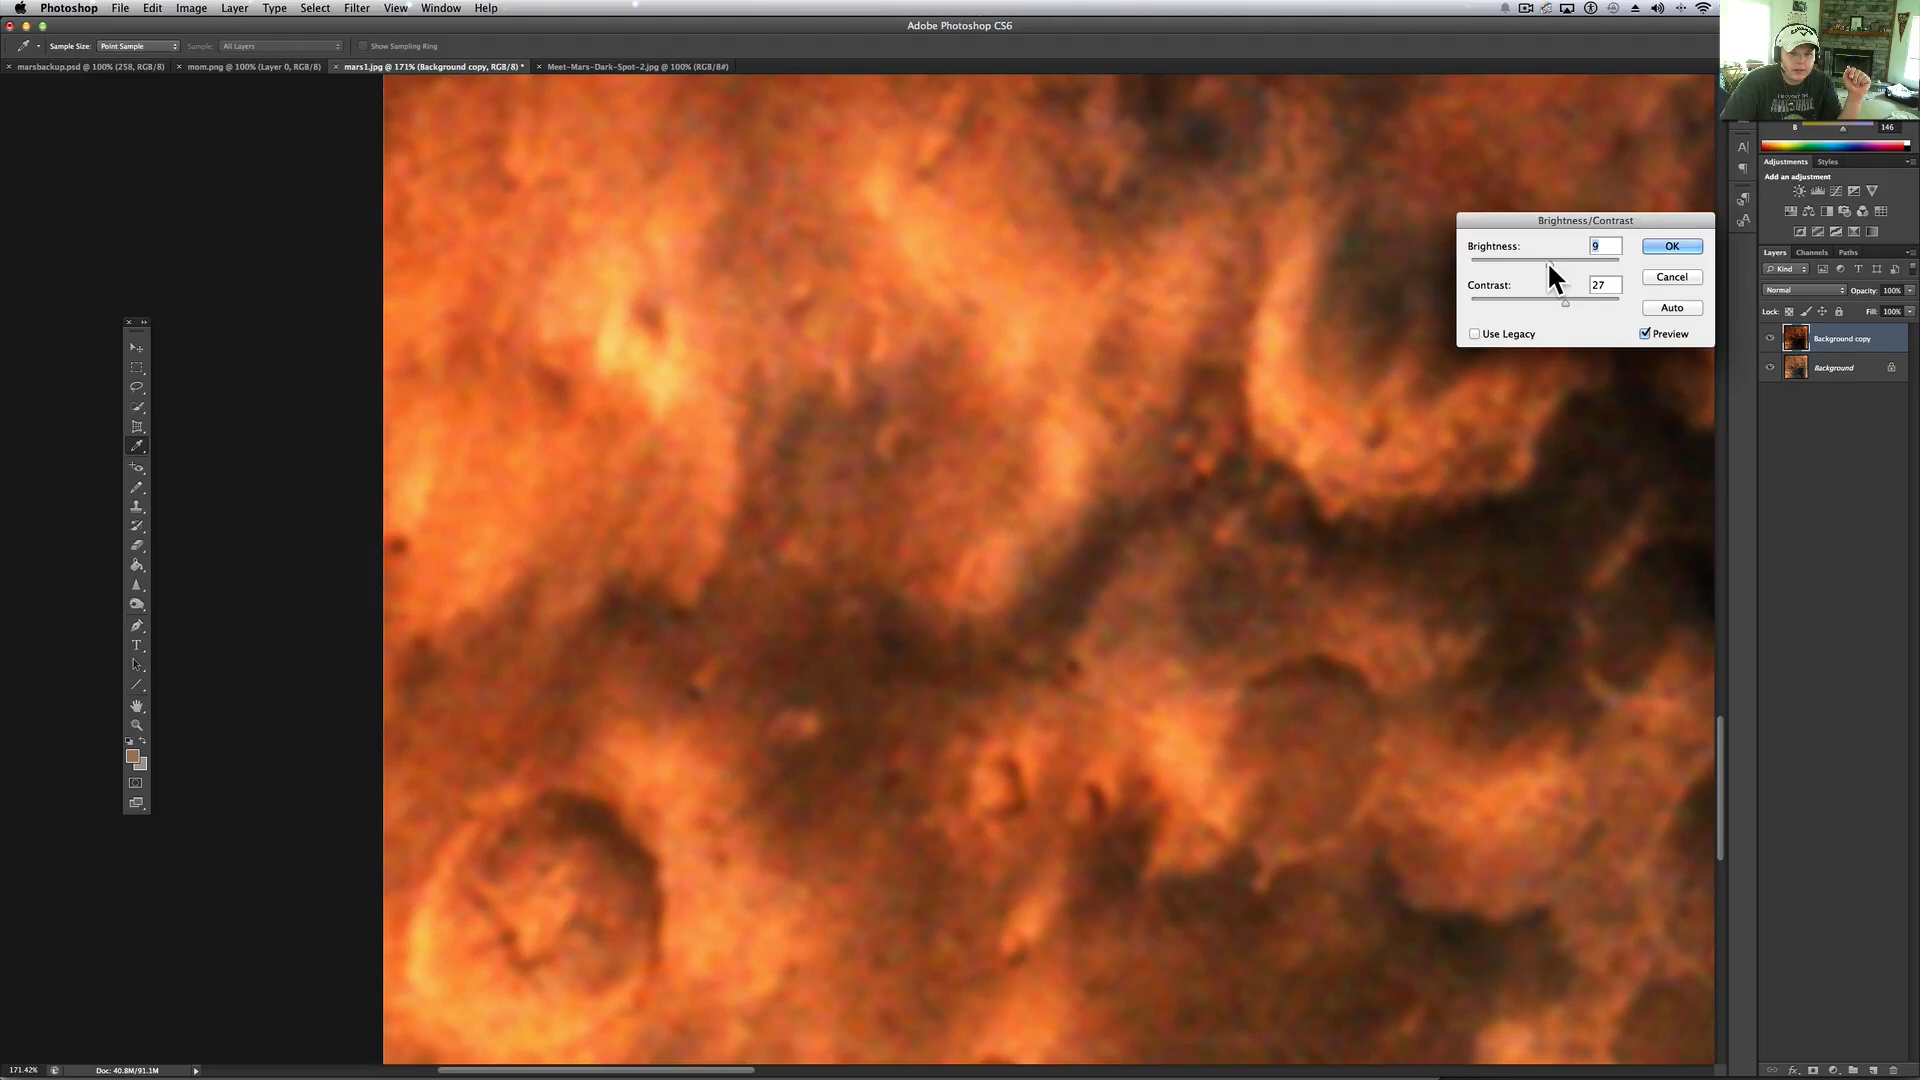 Photoshop File Edit Image Layer Type Select Filter View Window Help
Adobe Photoshop CS6
Sample Size: Point Sample Sample: All Layers Show Sampling Ring
marsbackup.psd @ 100% (258, RGB/8) mom.png @ 100% (Layer 0, RGB/8) mars1.jpg @ 171% (Background copy, RGB/8) * Meet-Mars-Dark-Spot-2.jpg @ 100% (RGB/8#)
AWESOME
B 146
Adjustments Styles
Add an adjustment
Brightness/Contrast
Brightness: 9 OK
Cancel
Contrast: 27
Auto
Use Legacy Preview
Layers Channels Paths
Kind
Normal Opacity: 100%
Lock: Fill: 100%
Background copy
Background
171.42% Doc: 40.8M/91.1M